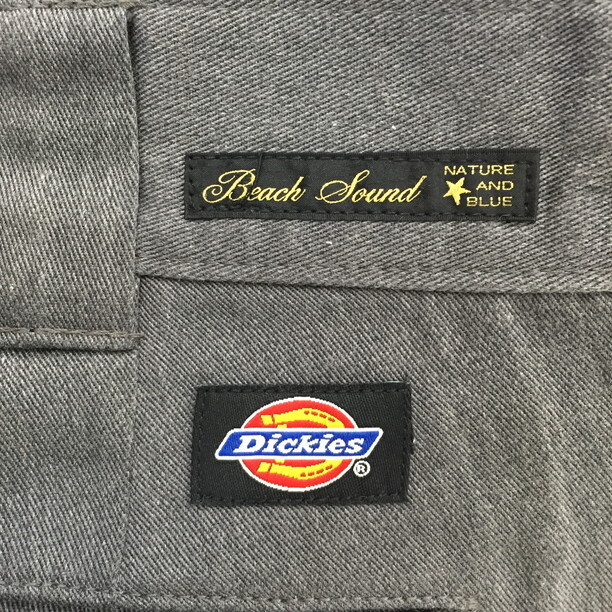 Beach Sound
NATURE
AND
BLUE
Dickies ®